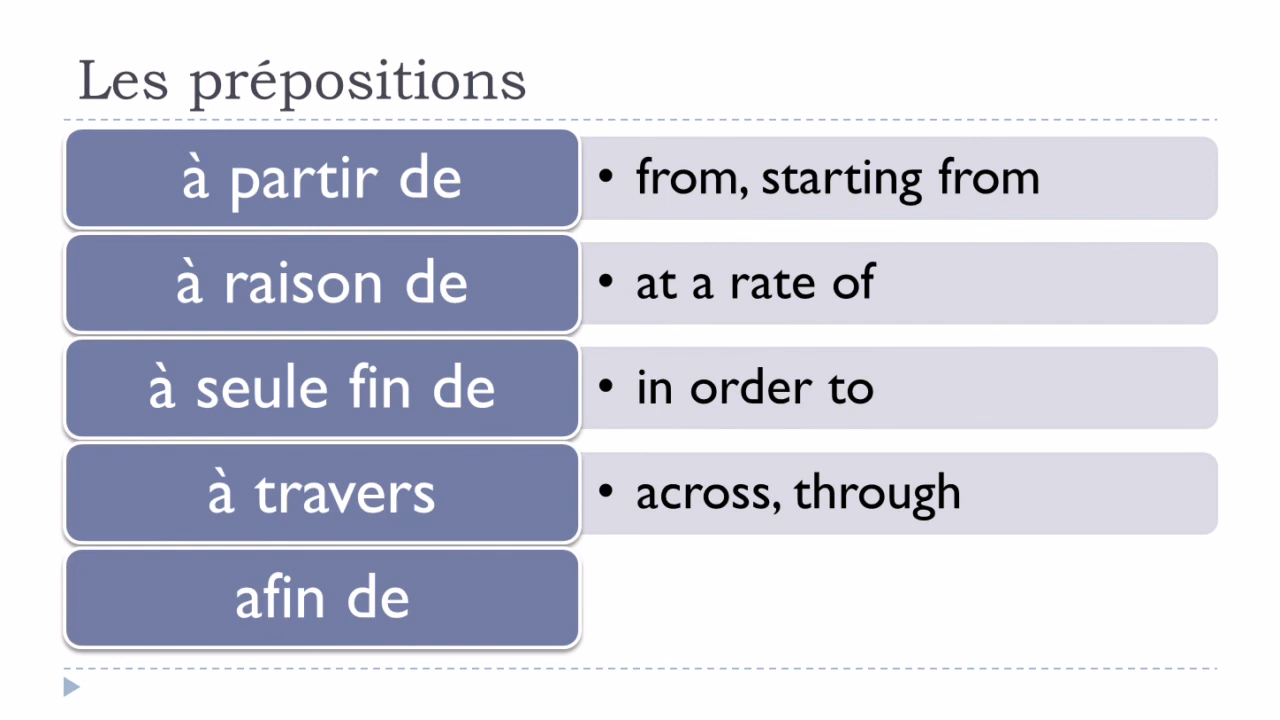 Les prépositions
à partir de
• from, starting from
à raison de
• at a rate of
à seule fin de
• in order to
à travers
• across, through
afin de